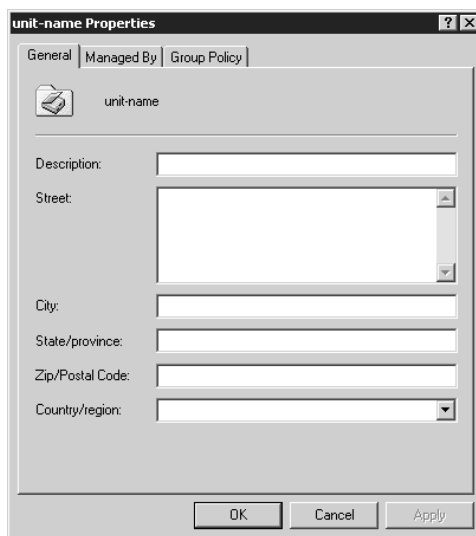 unit-name Properties
General Managed By Group Policy
unit-name
Description:
Street:
City:
State/province:
Zip/Postal Code:
Country/region:
OK Cancel Apply